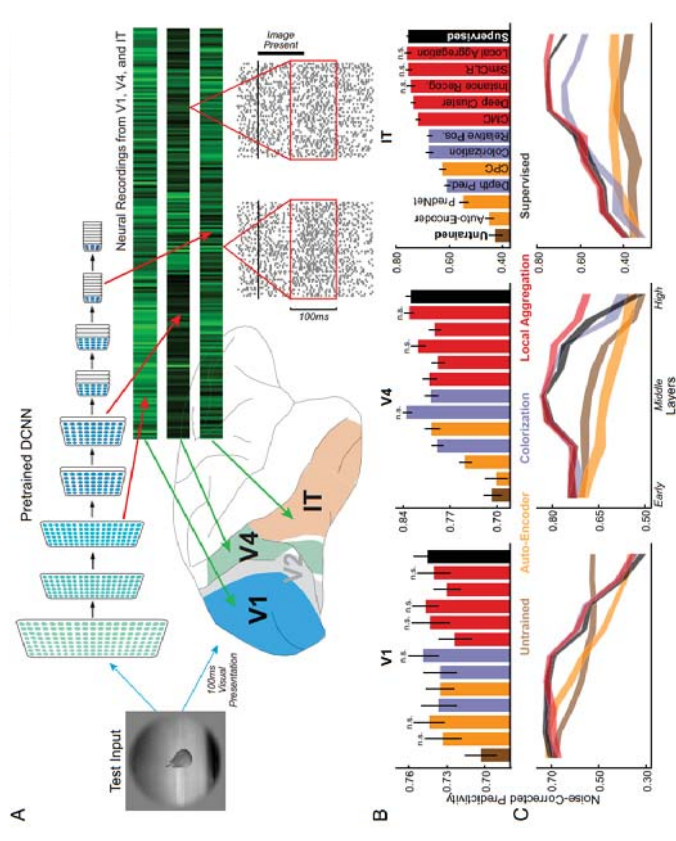 A
Test Input
100ms
Visual
Presentation
Pretrained DCNN
V1
V2
V4
IT
Neural Recordings from V1, V4, and IT
Image
Present
100ms
B
Noise-Corrected Predictivity
V1
0.76
0.73
0.70
n.s.
n.s.
n.s.
n.s.
n.s.
n.s.
V4
0.84
0.77
0.70
n.s.
n.s.
n.s.
IT
0.80
0.60
0.40
Untrained
Auto-Encoder
PredNet
Depth Pred.
CPC
Colorization
Relative Pos.
CMC
Deep Cluster
Instance Recog.
SimCLR
Local Aggregation
Supervised
n.s.
n.s.
n.s.
C
Untrained
Auto-Encoder
Colorization
Local Aggregation
Supervised
0.70
0.50
0.30
0.80
0.65
0.50
0.80
0.60
0.40
Early
Middle
High
Layers